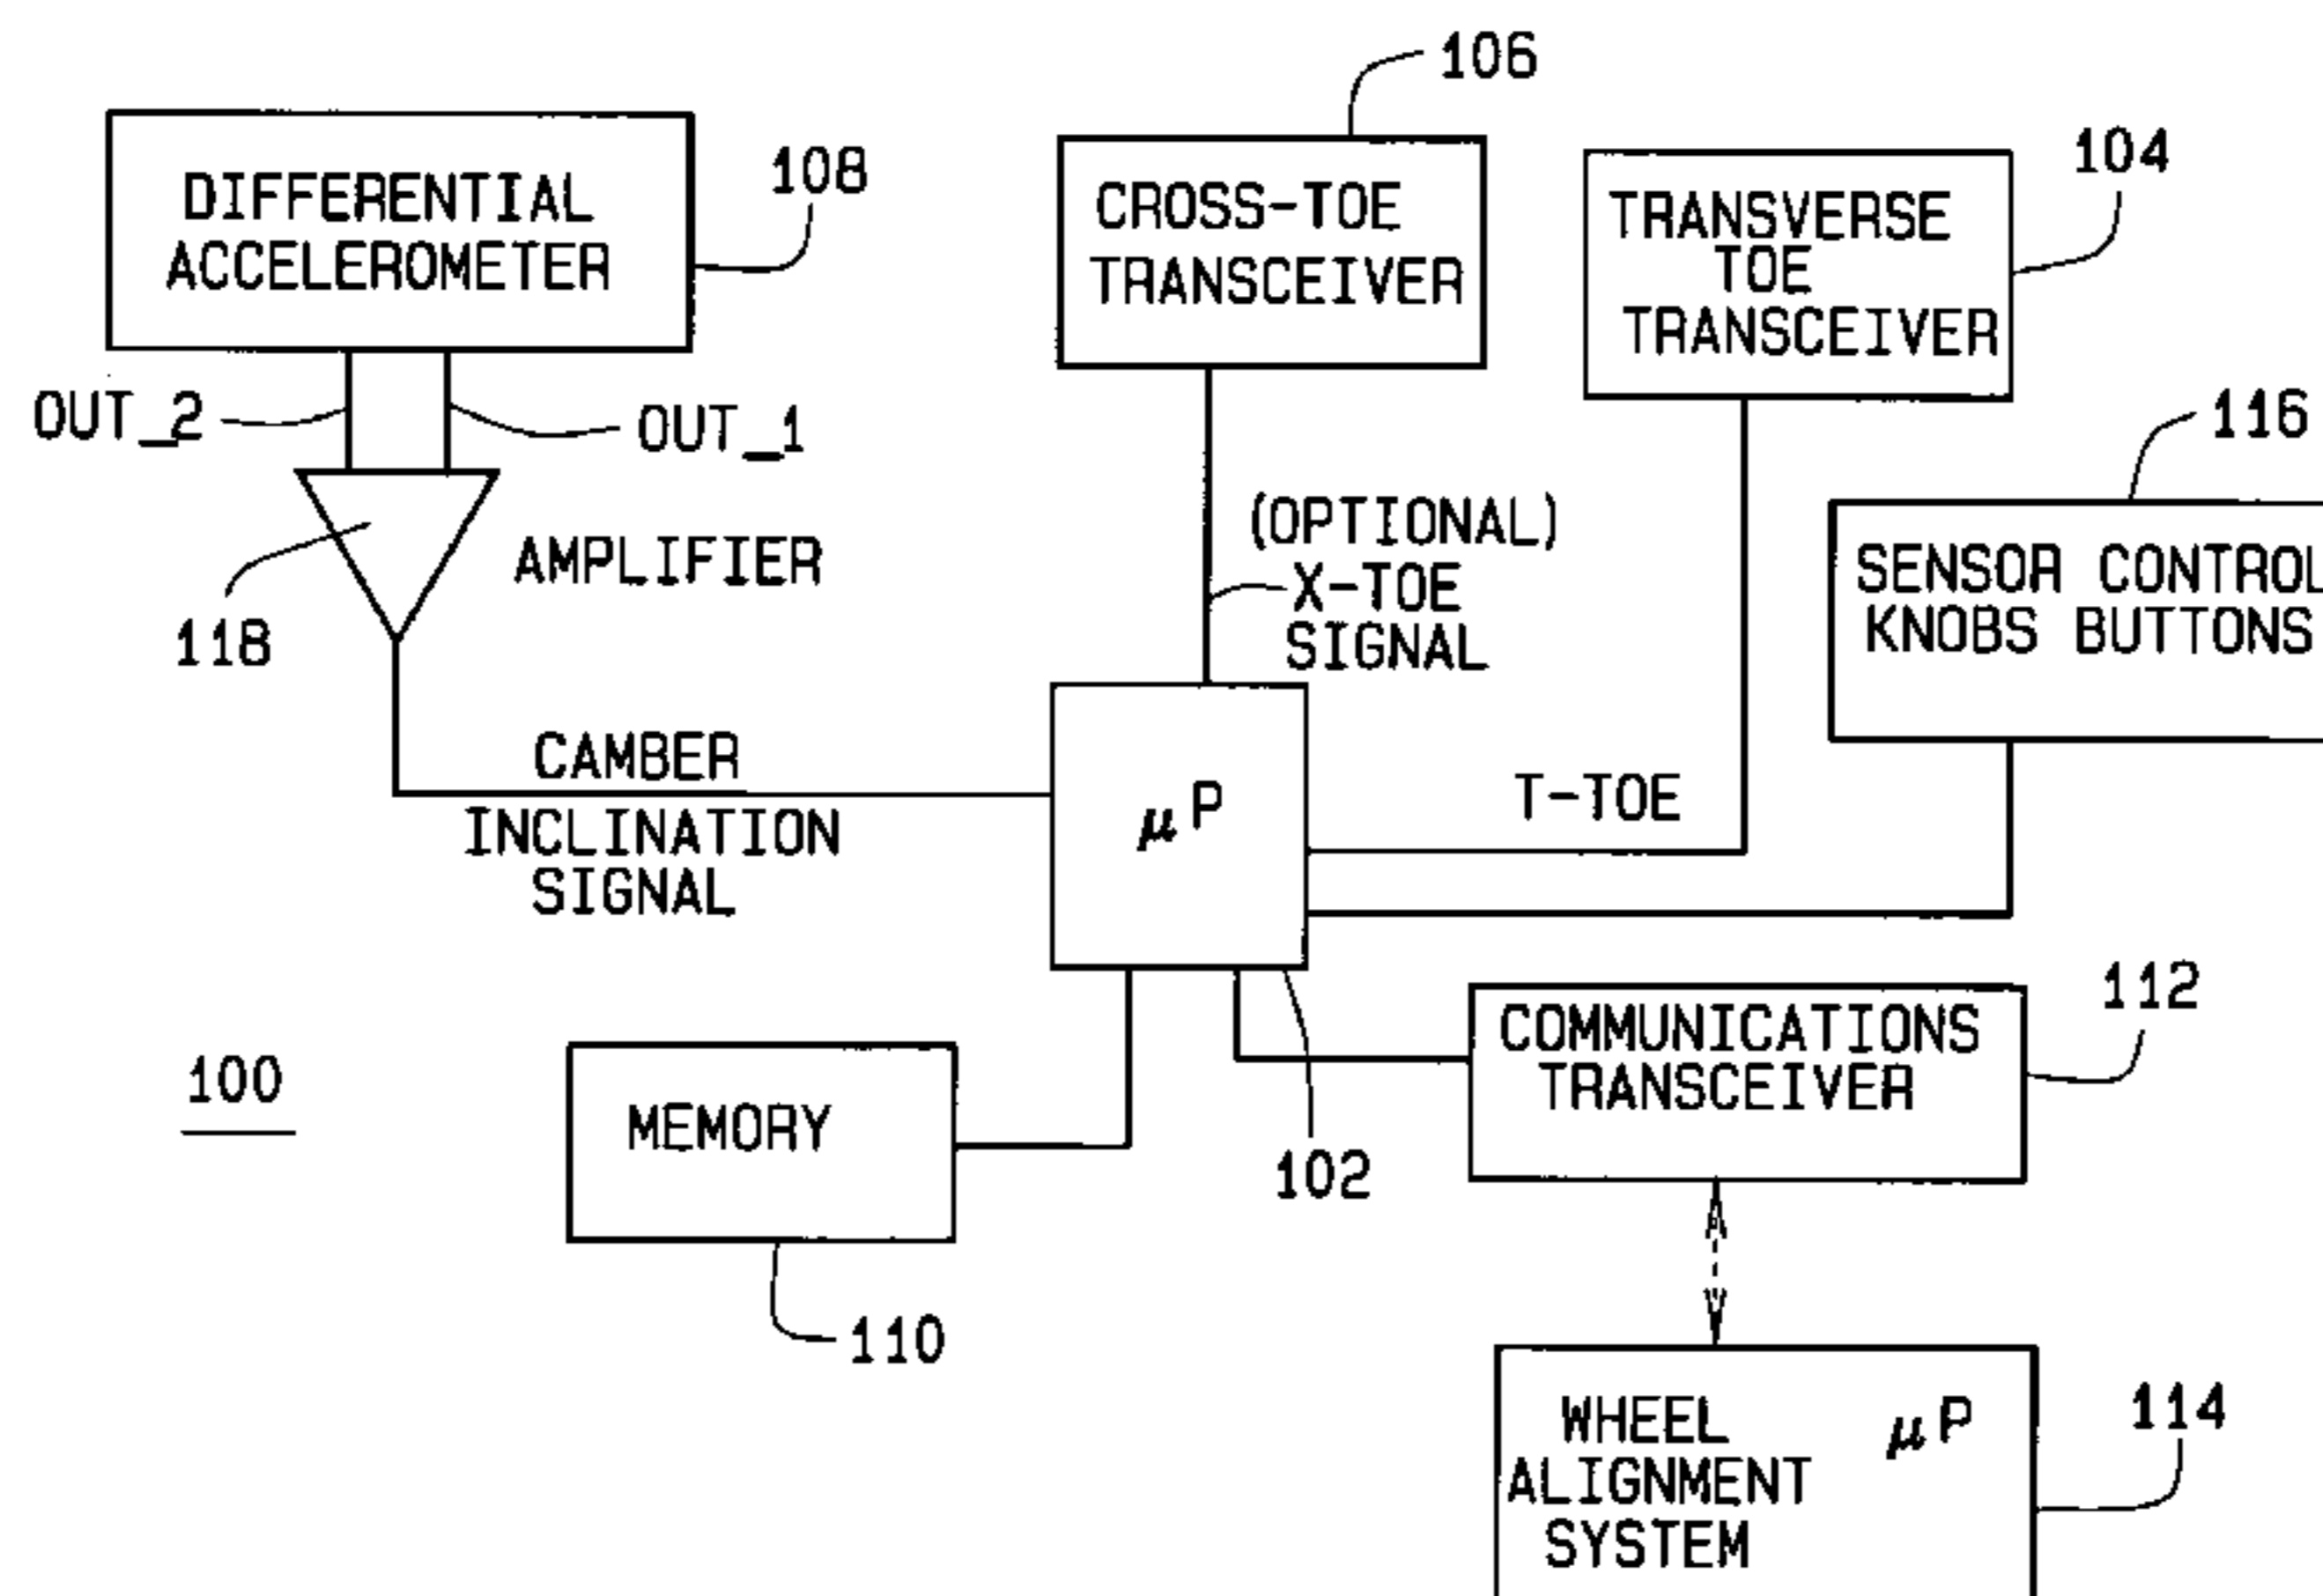 106
DIFFERENTIAL
ACCELEROMETER
108
CROSS-TOE
TRANSCEIVER
TRANSVERSE
TOE
TRANSCEIVER
104
OUT_2
OUT_1
116
118
AMPLIFIER
(OPTIONAL)
X-TOE
SIGNAL
SENSOR CONTROL
KNOBS BUTTONS
CAMBER
INCLINATION
SIGNAL
μP
T-TOE
100
MEMORY
110
102
COMMUNICATIONS
TRANSCEIVER
112
WHEEL μP
ALIGNMENT
SYSTEM
114